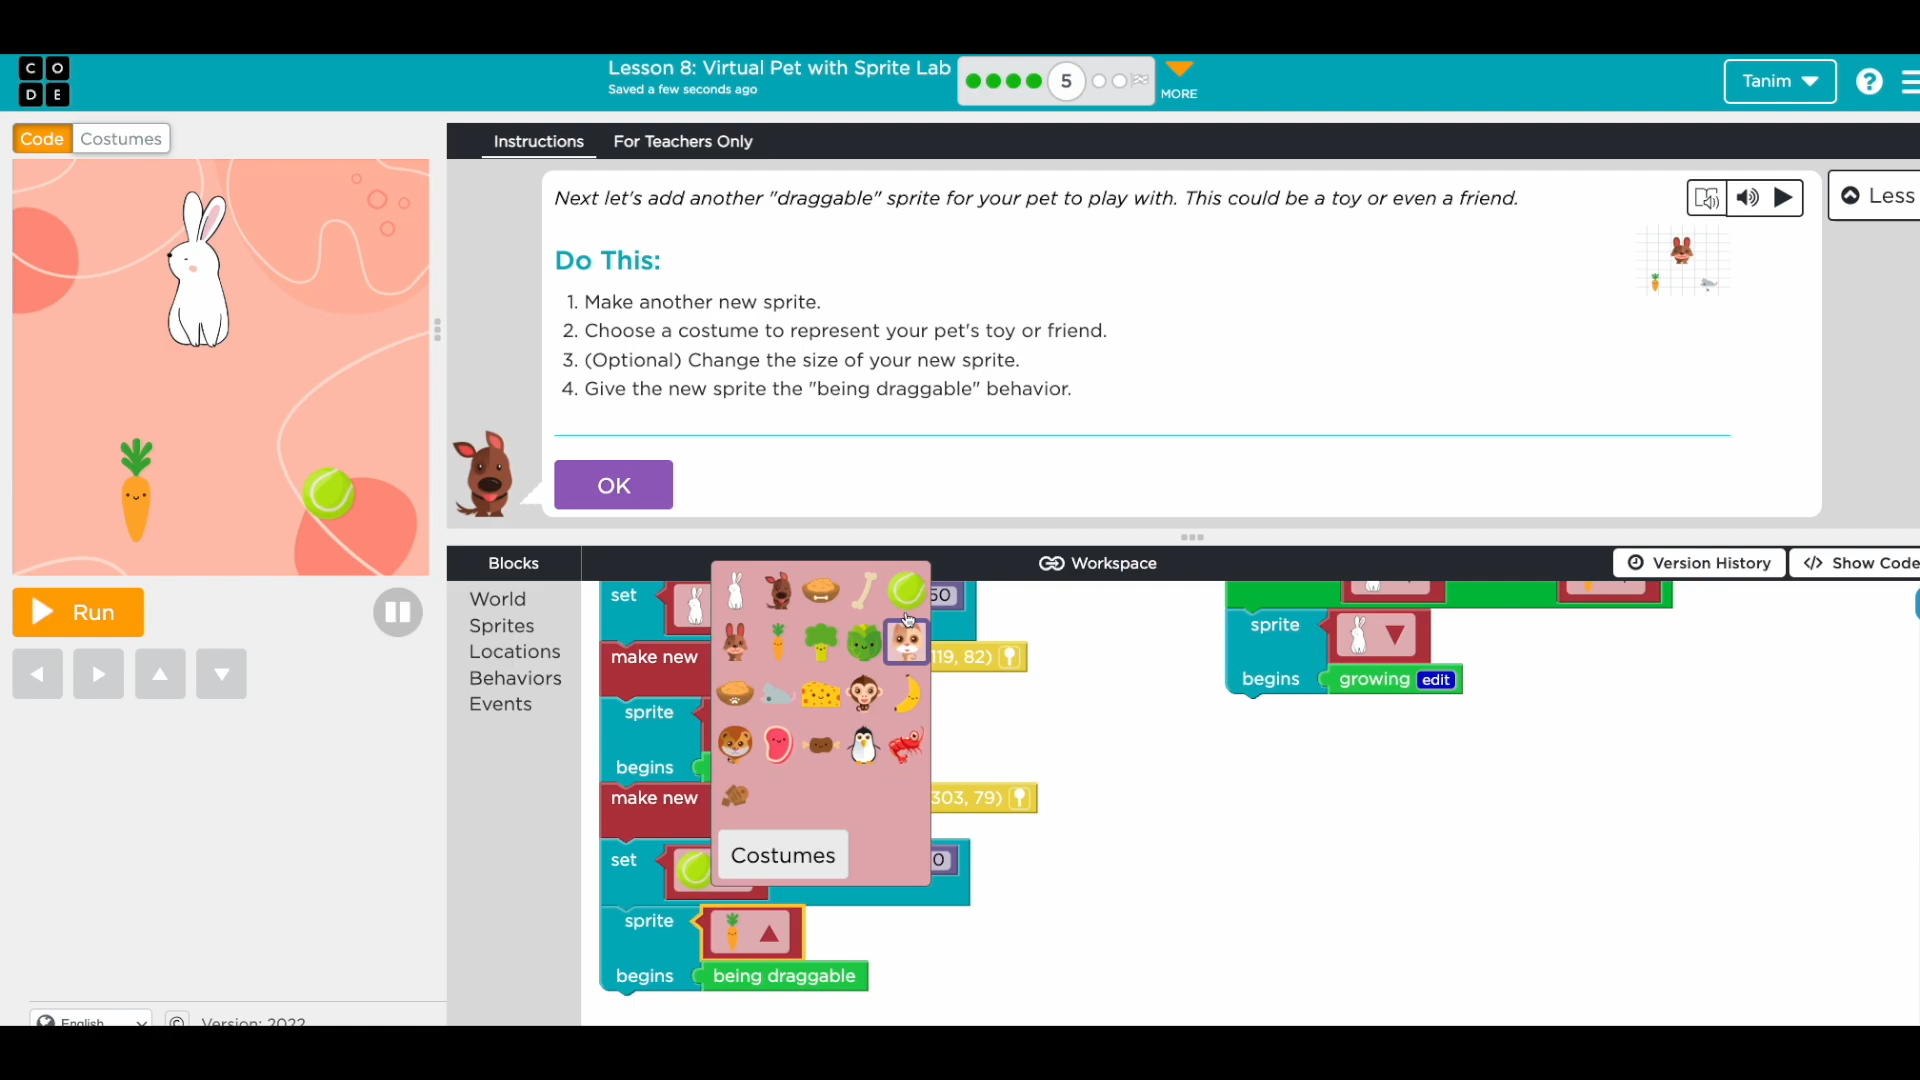 C O
D E
Lesson 8: Virtual Pet with Sprite Lab
Saved a few seconds ago
5
MORE
Tanim
?
Code
Costumes
Instructions
For Teachers Only
Next let's add another "draggable" sprite for your pet to play with. This could be a toy or even a friend.
Less
Do This:
1. Make another new sprite.
2. Choose a costume to represent your pet's toy or friend.
3. (Optional) Change the size of your new sprite.
4. Give the new sprite the "being draggable" behavior.
OK
Blocks
Workspace
Version History
</> Show Code
Run
World
Sprites
Locations
Behaviors
Events
set
50
make new
119, 82)
sprite
begins
make new
303, 79)
set
0
Costumes
sprite
begins
being draggable
sprite
begins
growing
edit
English
©
Version: 2022